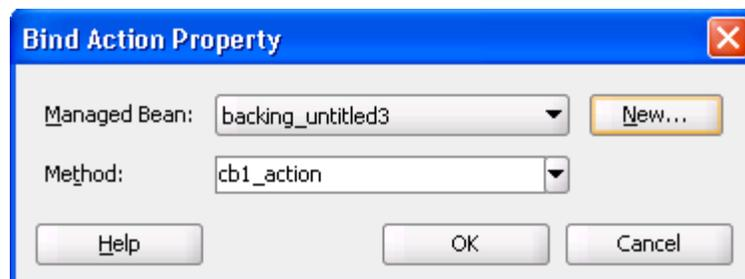 Bind Action Property
Managed Bean: backing_untitled3 New...
Method: cb1_action
Help OK Cancel